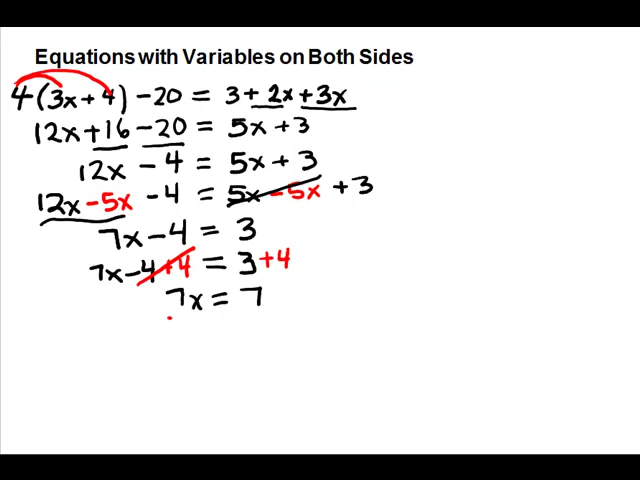 Equations with Variables on Both Sides
4(3x+4)-20 = 3+2x+3x
12x+16-20 = 5x+3
12x-4 = 5x+3
12x-5x-4 = 5x-5x+3
7x-4 = 3
7x-4+4 = 3+4
7x = 7